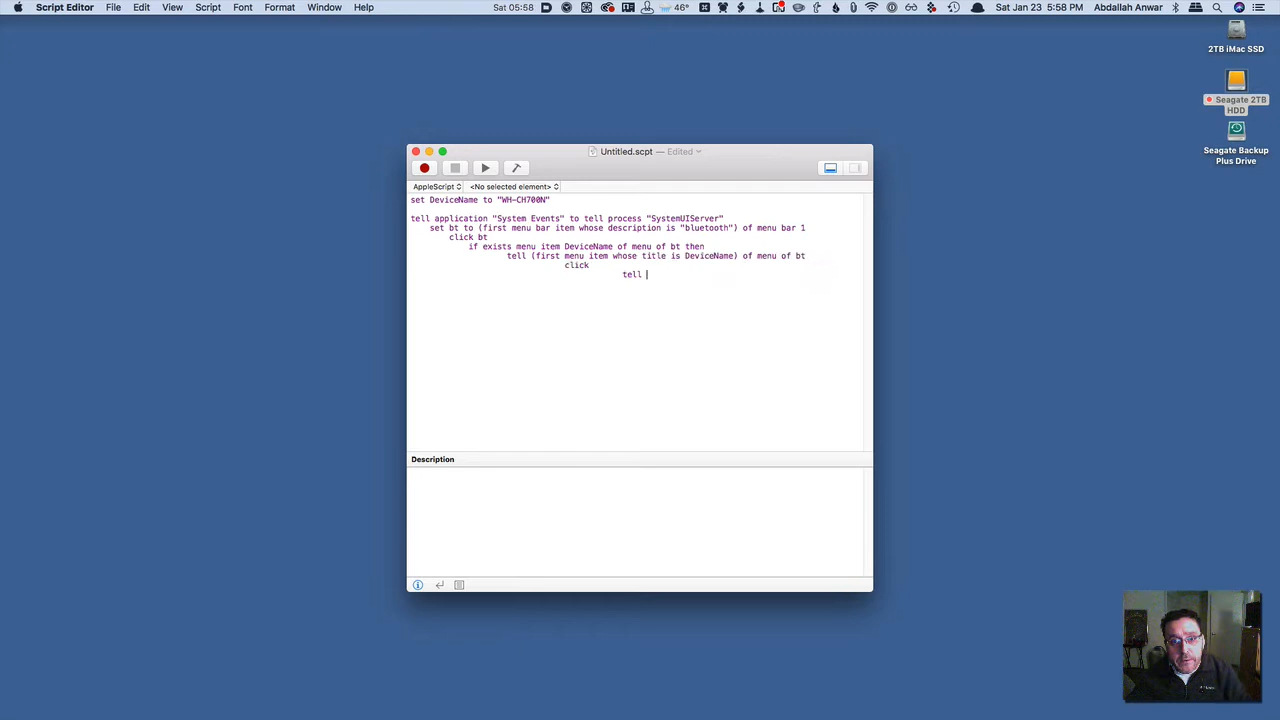 Script Editor File Edit View Script Font Format Window Help Sat 05:58 46° Sat Jan 23 5:58 PM Abdallah Anwar
2TB iMac SSD
Seagate 2TB
HDD
Seagate Backup
Plus Drive
Untitled.scpt — Edited
AppleScript <No selected element>
set DeviceName to "WH-CH700N"
tell application "System Events" to tell process "SystemUIServer"
set bt to (first menu bar item whose description is "bluetooth") of menu bar 1
click bt
if exists menu item DeviceName of menu of bt then
tell (first menu item whose title is DeviceName) of menu of bt
click
tell
Description